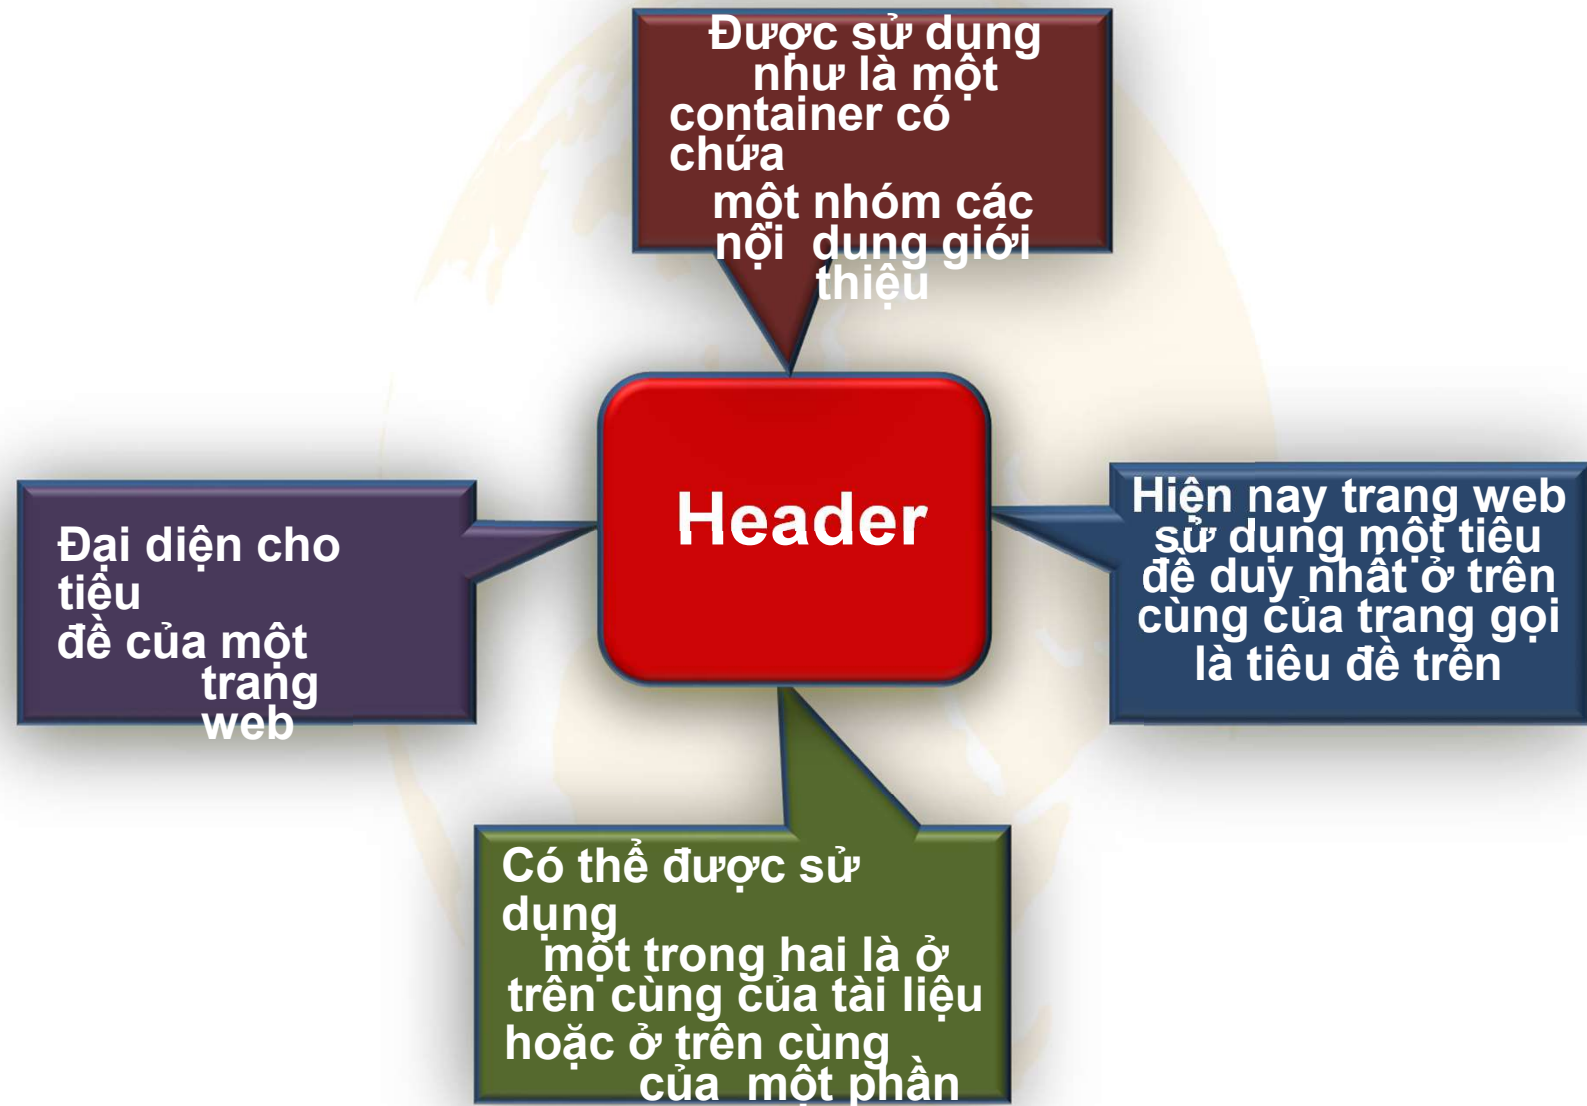 Được sử dụng
như là một
container có
chứa
một nhóm các
nội dung giới
thiệu
Header
Đại diện cho
tiêu
đề của một
trang
web
Hiện nay trang web
sử dụng một tiêu
đề duy nhất ở trên
cùng của trang gọi
là tiêu đề trên
Có thể được sử
dụng
một trong hai là ở
trên cùng của tài liệu
hoặc ở trên cùng
của một phần